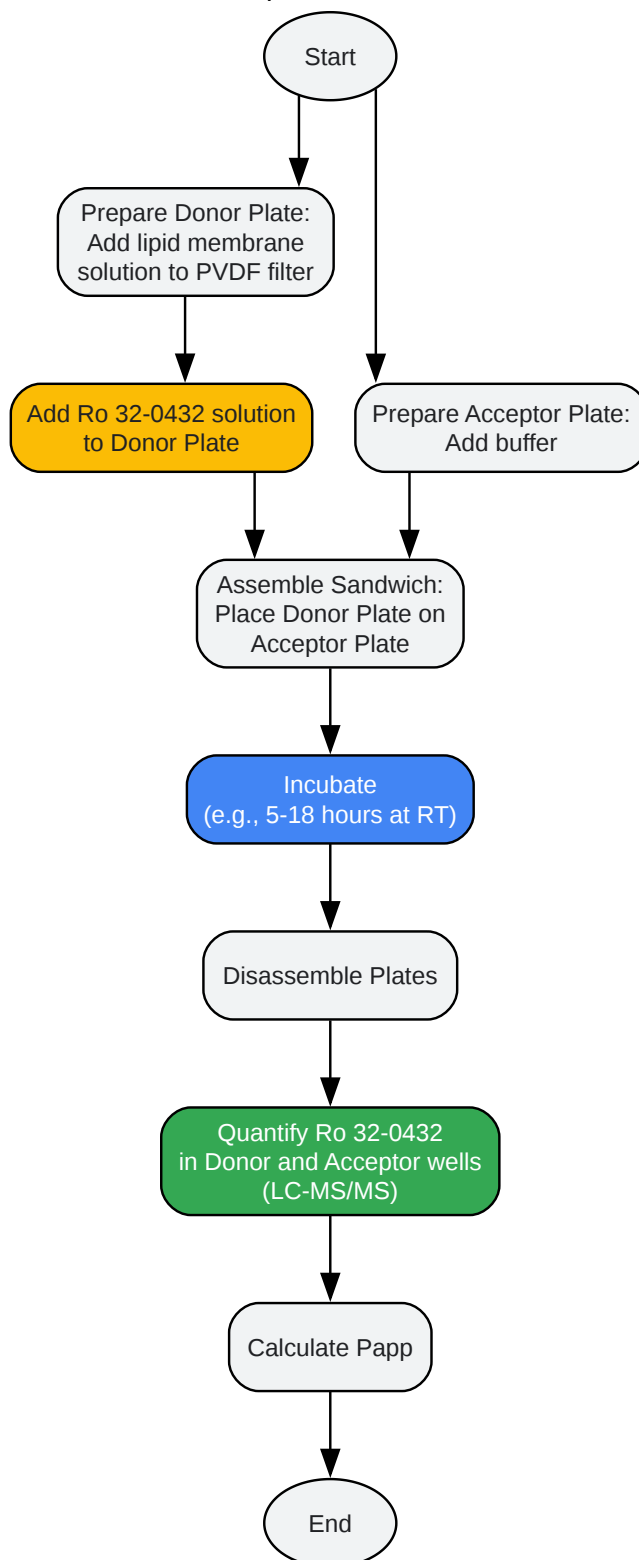 Start
Prepare Donor Plate:
Add lipid membrane
solution to PVDF filter
Add Ro 32-0432 solution
to Donor Plate
Prepare Acceptor Plate:
Add buffer
Assemble Sandwich:
Place Donor Plate on
Acceptor Plate
Incubate
(e.g., 5-18 hours at RT)
Disassemble Plates
Quantify Ro 32-0432
in Donor and Acceptor wells
(LC-MS/MS)
Calculate Papp
End